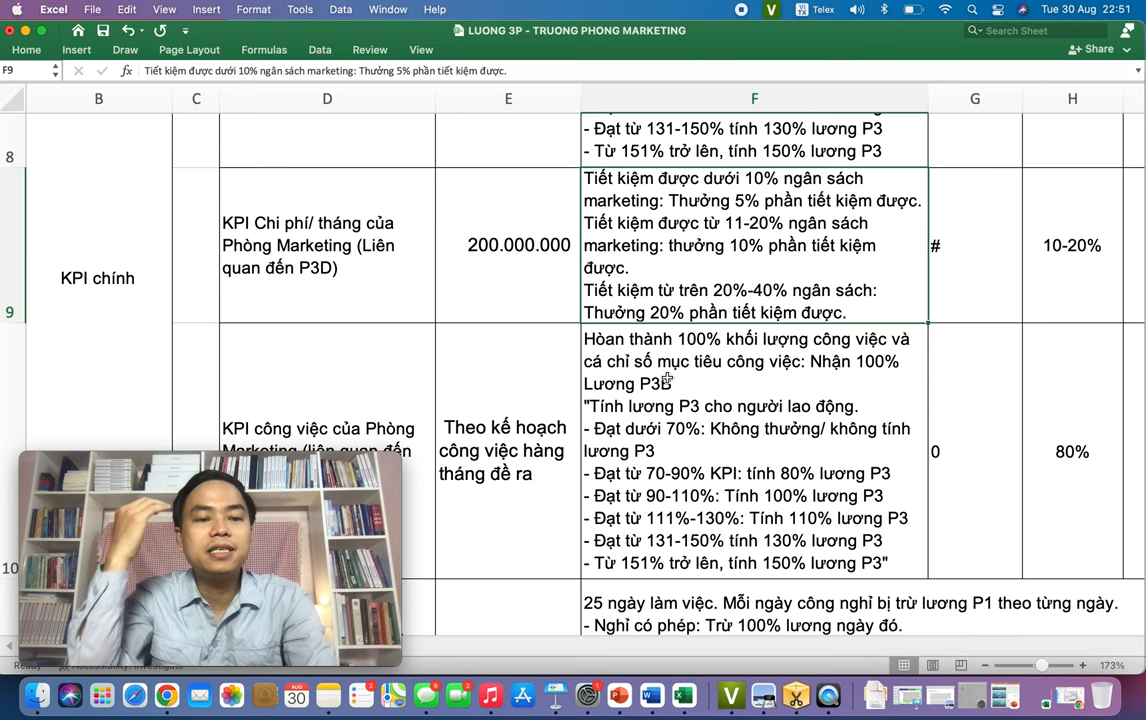 Excel File Edit View Insert Format Tools Data Window Help
V VI TX Telex Tue 30 Aug 22:51
LUONG 3P - TRUONG PHONG MARKETING
Search Sheet
Home Insert Draw Page Layout Formulas Data Review View
Share
F9 fx Tiết kiệm được dưới 10% ngân sách marketing: Thưởng 5% phần tiết kiệm được.
B C D E F G H
8
- Đạt từ 131-150% tính 130% lương P3
- Từ 151% trở lên, tính 150% lương P3
9
KPI chính
KPI Chi phí/ tháng của
Phòng Marketing (Liên
quan đến P3D)
200.000.000
Tiết kiệm được dưới 10% ngân sách
marketing: Thưởng 5% phần tiết kiệm được.
Tiết kiệm được từ 11-20% ngân sách
marketing: thưởng 10% phần tiết kiệm
được.
Tiết kiệm từ trên 20%-40% ngân sách:
Thưởng 20% phần tiết kiệm được.
#
10-20%
10
KPI công việc của Phòng
Marketing (liên quan đến
Theo kế hoạch
công việc hàng
tháng đề ra
Hòan thành 100% khối lượng công việc và
cá chỉ số mục tiêu công việc: Nhận 100%
Lương P3B
"Tính lương P3 cho người lao động.
- Đạt dưới 70%: Không thưởng/ không tính
lương P3
- Đạt từ 70-90% KPI: tính 80% lương P3
- Đạt từ 90-110%: Tính 100% lương P3
- Đạt từ 111%-130%: Tính 110% lương P3
- Đạt từ 131-150% tính 130% lương P3
- Từ 151% trở lên, tính 150% lương P3"
0
80%
25 ngày làm việc. Mỗi ngày công nghỉ bị trừ lương P1 theo từng ngày.
- Nghỉ có phép: Trừ 100% lương ngày đó.
Accessibility: Investigate
173%
AUG
30